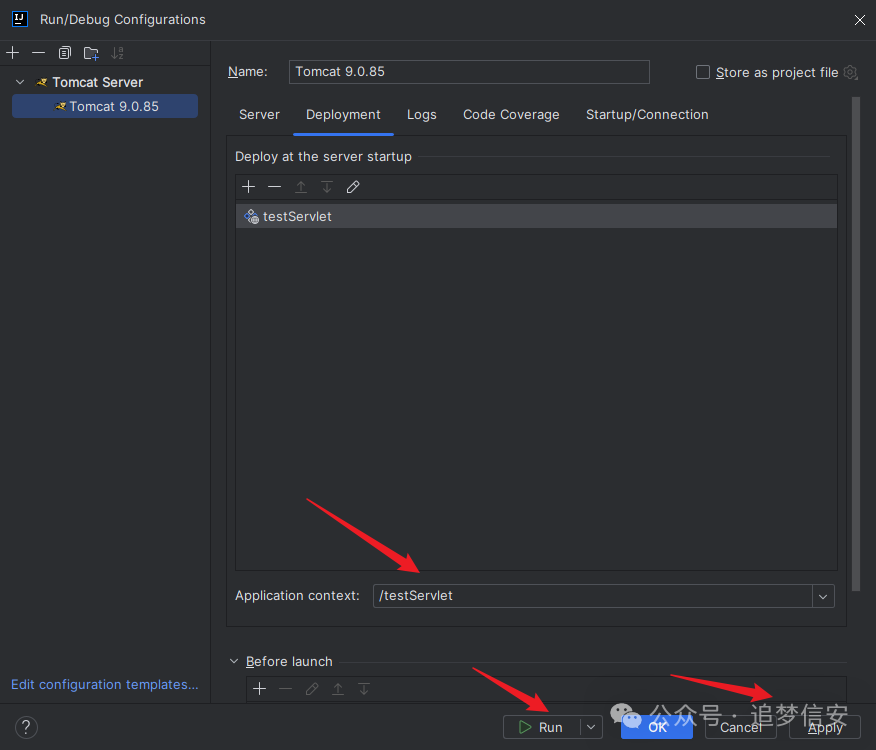 Run/Debug Configurations
Tomcat Server
Tomcat 9.0.85
Name: Tomcat 9.0.85 Store as project file
Server Deployment Logs Code Coverage Startup/Connection
Deploy at the server startup
testServlet
Application context: /testServlet
Before launch
Edit configuration templates...
公众号 · 追梦信安
? Run OK Cancel Apply